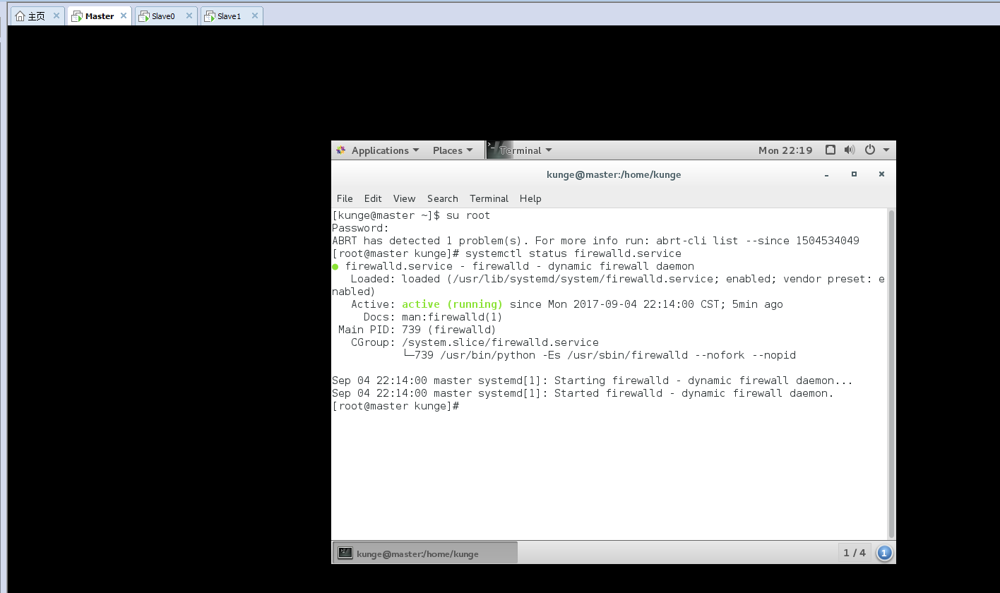 主页 Master Slave0 Slave1
Applications Places Terminal Mon 22:19
kunge@master:/home/kunge
File Edit View Search Terminal Help
[kunge@master ~]$ su root
Password:
ABRT has detected 1 problem(s). For more info run: abrt-cli list --since 1504534049
[root@master kunge]# systemctl status firewalld.service
● firewalld.service - firewalld - dynamic firewall daemon
   Loaded: loaded (/usr/lib/systemd/system/firewalld.service; enabled; vendor preset: e
nabled)
   Active: active (running) since Mon 2017-09-04 22:14:00 CST; 5min ago
     Docs: man:firewalld(1)
 Main PID: 739 (firewalld)
   CGroup: /system.slice/firewalld.service
           └─739 /usr/bin/python -Es /usr/sbin/firewalld --nofork --nopid
Sep 04 22:14:00 master systemd[1]: Starting firewalld - dynamic firewall daemon...
Sep 04 22:14:00 master systemd[1]: Started firewalld - dynamic firewall daemon.
[root@master kunge]#
kunge@master:/home/kunge 1 / 4 1